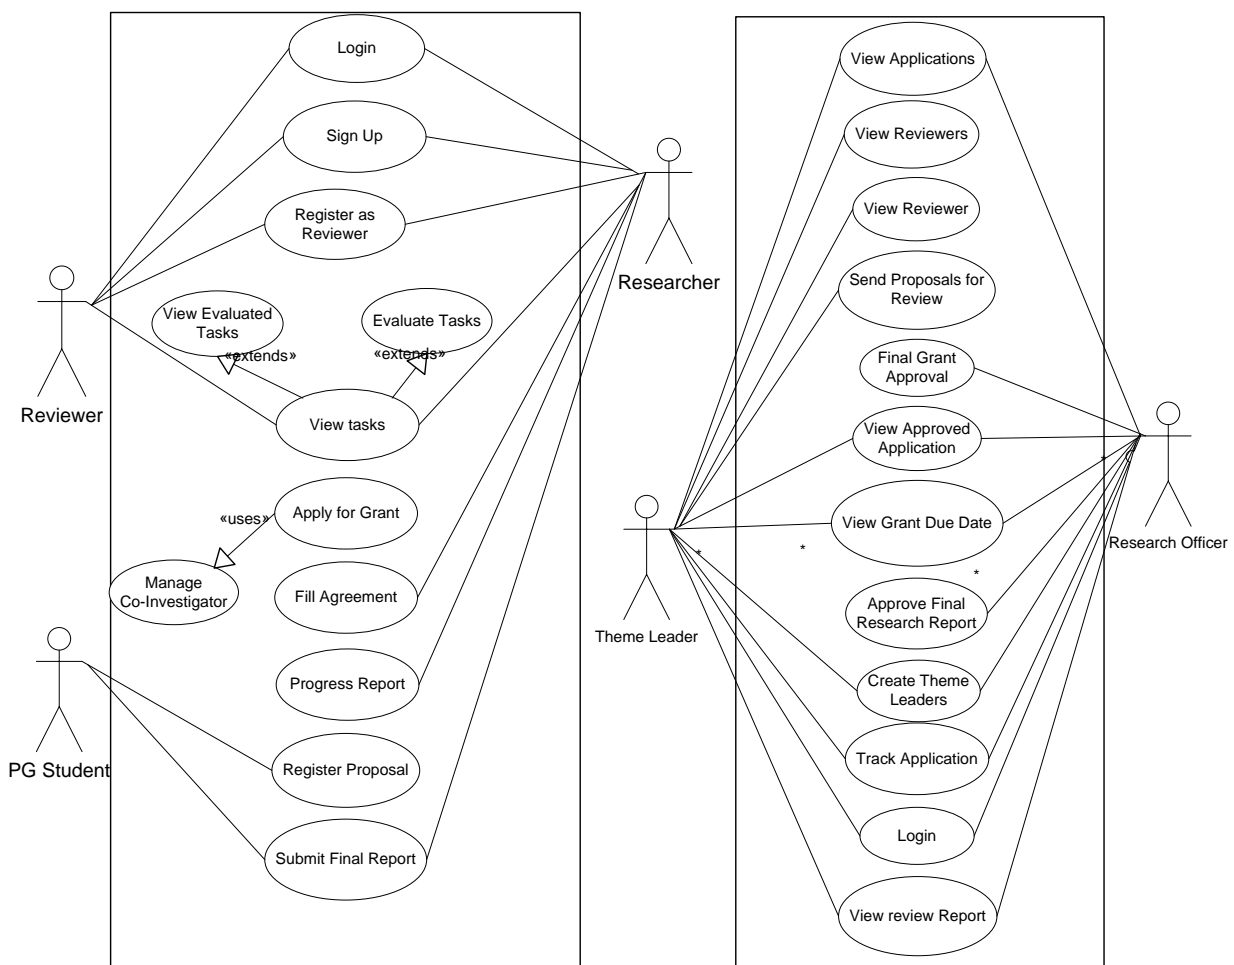 Login
Sign Up
Register as
Reviewer
Researcher
View Evaluated
Tasks
Evaluate Tasks
«extends»
«extends»
Reviewer
View tasks
Apply for Grant
«uses»
Manage
Co-Investigator
Fill Agreement
Progress Report
PG Student
Register Proposal
Submit Final Report
View Applications
View Reviewers
View Reviewer
Send Proposals for
Review
Final Grant
Approval
View Approved
Application
*
View Grant Due Date
Research Officer
*
*
*
Approve Final
Research Report
Theme Leader
Create Theme
Leaders
Track Application
Login
View review Report